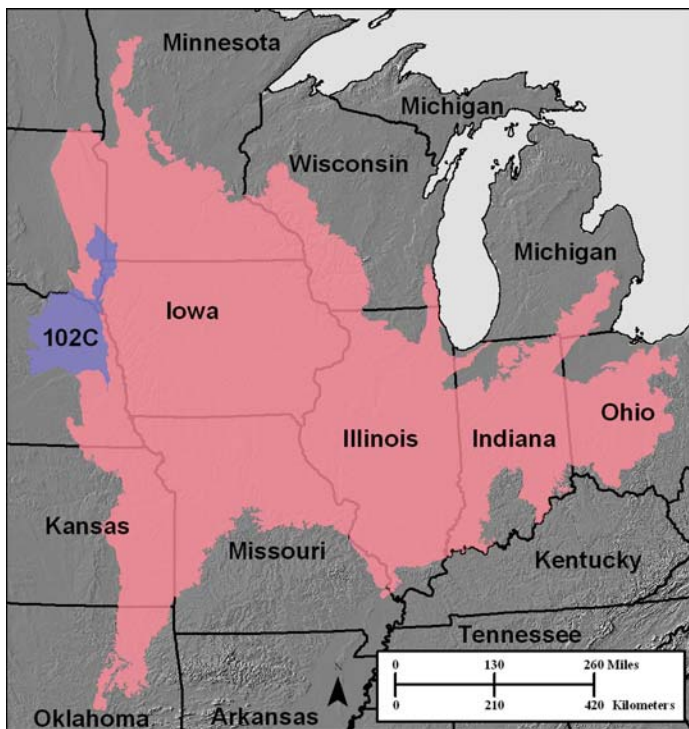 Minnesota
Michigan
Wisconsin
Michigan
Iowa
102C
Ohio
Illinois
Indiana
Kansas
Missouri
Kentucky
Tennessee
N
0 130 260 Miles
0 210 420 Kilometers
Oklahoma
Arkansas